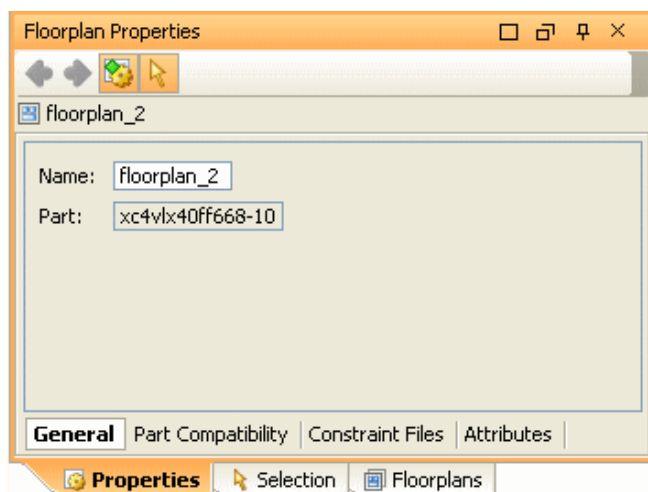 Floorplan Properties
floorplan_2
Name: floorplan_2
Part: xc4vlx40ff668-10
General Part Compatibility Constraint Files Attributes
Properties Selection Floorplans